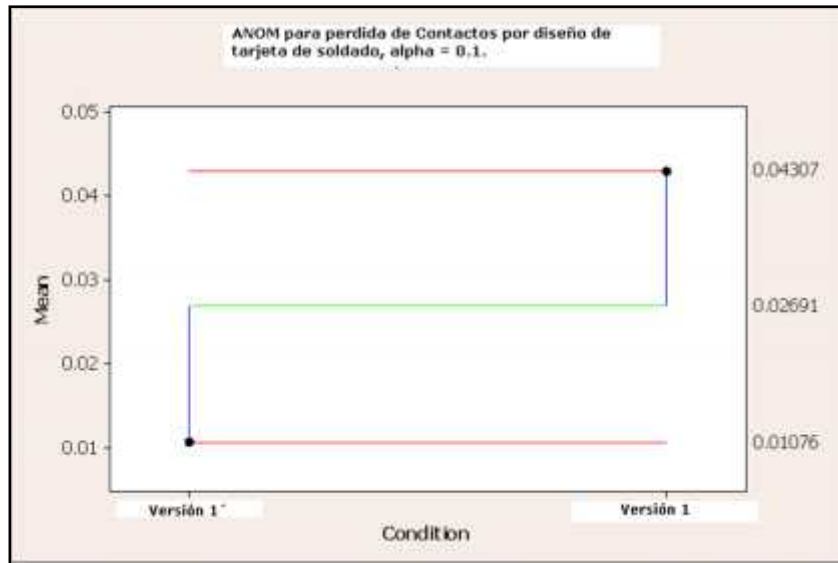 ANOM para perdida de Contactos por diseño de
tarjeta de soldado, alpha = 0.1.
0.05
0.04
0.03
0.02
0.01
Mean
0.04307
0.02691
0.01076
Versión 1´
Versión 1
Condition